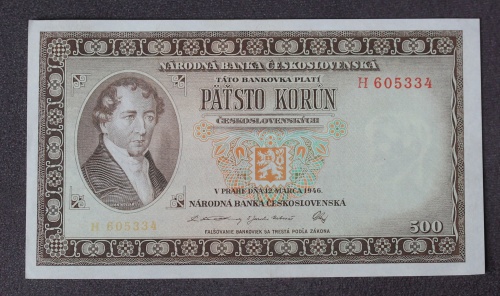 NÁRODNÁ BANKA ČESKOSLOVENSKÁ
TÁTO BANKOVKA PLATÍ
H 605334
PÄŤSTO KORÚN
ČESKOSLOVENSKÝCH
V PRAHE DŇA 12. MARCA 1946.
NÁRODNÁ BANKA ČESKOSLOVENSKÁ
H 605334
500
FALŠOVANIE BANKOVIEK SA TRESTÁ PODĽA ZÁKONA